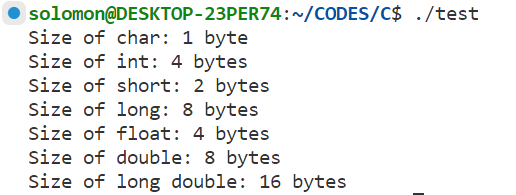 solomon@DESKTOP-23PER74:~/CODES/C$ ./test
Size of char: 1 byte
Size of int: 4 bytes
Size of short: 2 bytes
Size of long: 8 bytes
Size of float: 4 bytes
Size of double: 8 bytes
Size of long double: 16 bytes